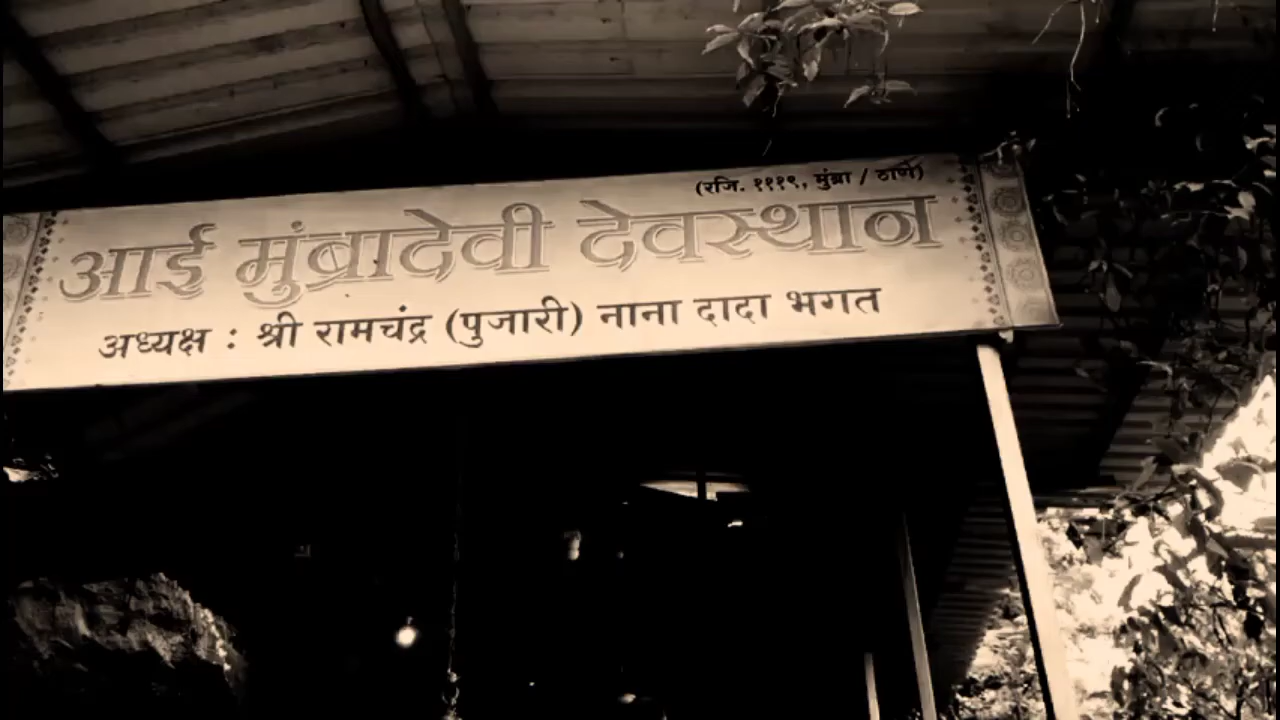 (रजि. १११९, मुंब्रा / ठाणे)
आई मुंब्रादेवी देवस्थान
अध्यक्ष : श्री रामचंद्र (पुजारी) नाना दादा भगत